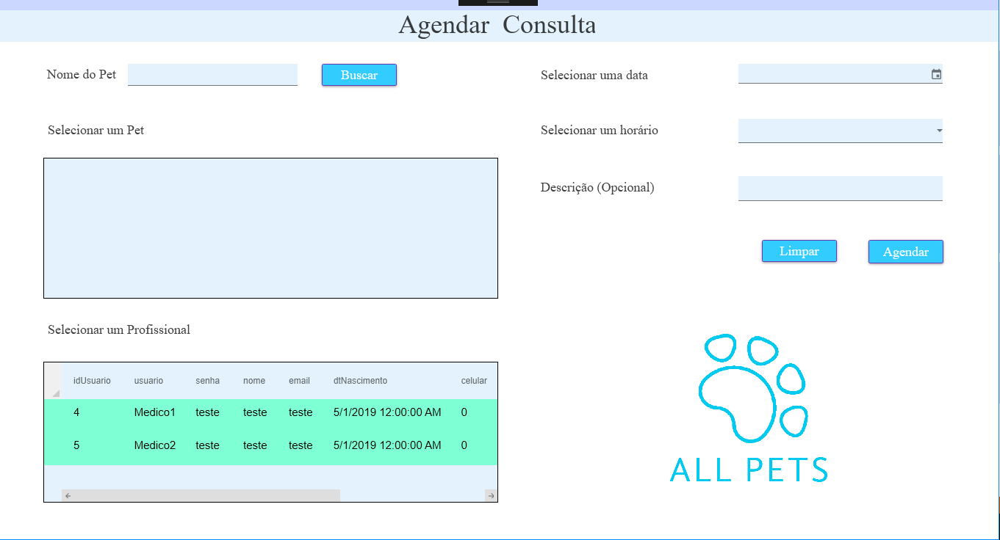 Agendar Consulta
Nome do Pet
Buscar
Selecionar um Pet
Selecionar um Profissional
idUsuario usuario senha nome email dtNascimento celular
4 Medico1 teste teste teste 5/1/2019 12:00:00 AM 0
5 Medico2 teste teste teste 5/1/2019 12:00:00 AM 0
Selecionar uma data
Selecionar um horário
Descrição (Opcional)
Limpar Agendar
ALL PETS